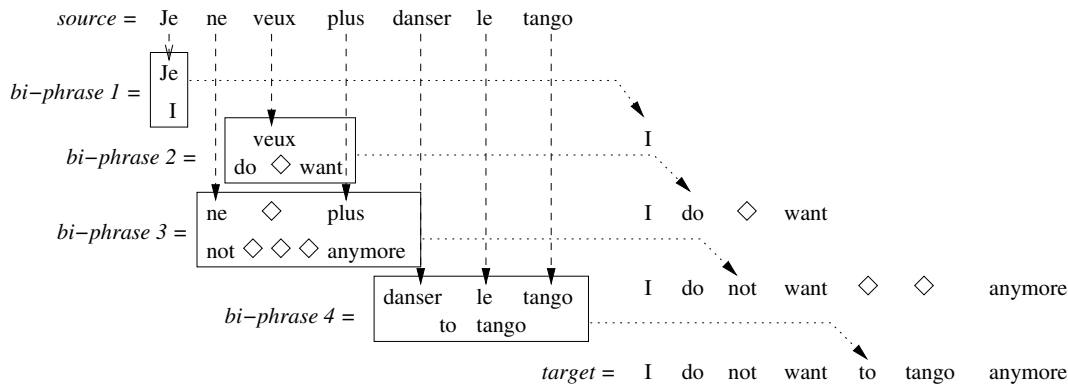 source = Je ne veux plus danser le tango
bi−phrase 1 = Je
I
I
bi−phrase 2 = veux
do ◇ want
I do ◇ want
bi−phrase 3 = ne ◇ plus
not ◇ ◇ ◇ anymore
I do not want ◇ ◇ anymore
bi−phrase 4 = danser le tango
to tango
target = I do not want to tango anymore